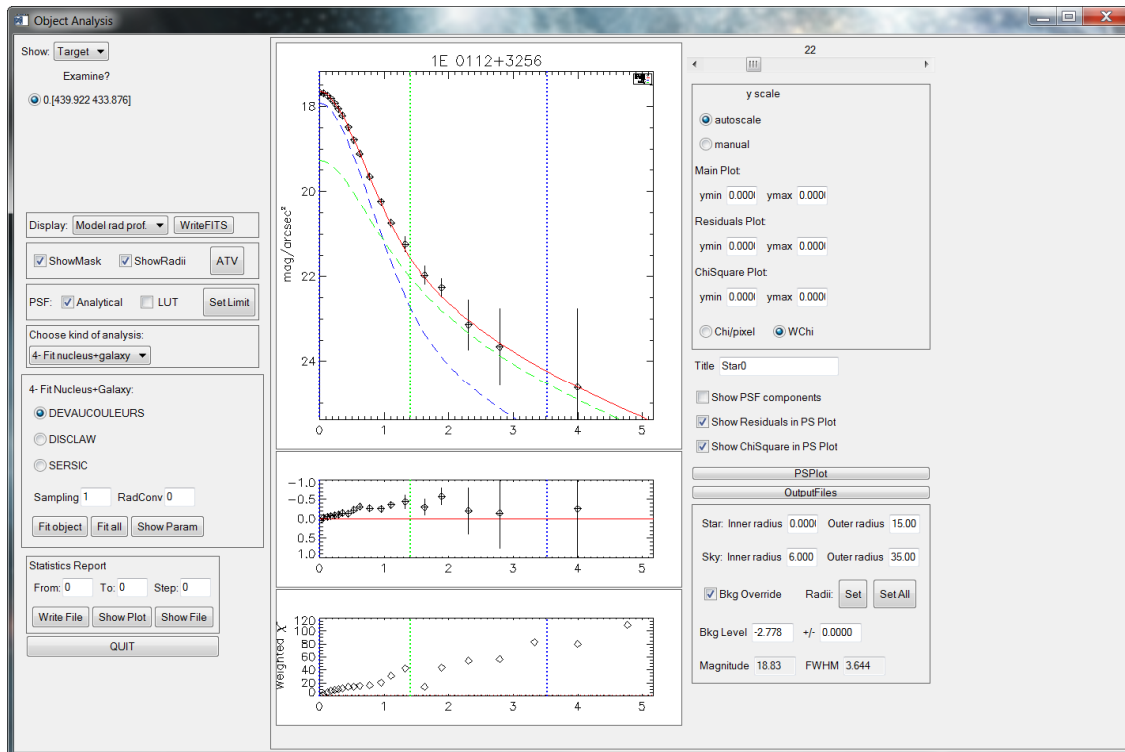 Object Analysis
Show: Target
Examine?
0.[439.922 433.876]
Display: Model rad prof. WriteFITS
ShowMask ShowRadii ATV
PSF: Analytical LUT Set Limit
Choose kind of analysis:
4- Fit nucleus+galaxy
4- Fit Nucleus+Galaxy:
DEVAUCOULEURS
DISCLAW
SERSIC
Sampling 1 RadConv 0
Fit object Fit all Show Param
Statistics Report
From: 0 To: 0 Step: 0
Write File Show Plot Show File
QUIT
1E 0112+3256
18
20
22
24
mag/arcsec²
0 1 2 3 4 5
-1.0
-0.5
0.0
0.5
1.0
0 1 2 3 4 5
120
100
80
60
40
20
0
Weighted χ
0 1 2 3 4 5
22
y scale
autoscale
manual
Main Plot:
ymin 0.000 ymax 0.000
Residuals Plot:
ymin 0.000 ymax 0.000
ChiSquare Plot:
ymin 0.000 ymax 0.000
Chi/pixel WChi
Title Star0
Show PSF components
Show Residuals in PS Plot
Show ChiSquare in PS Plot
PSPlot
OutputFiles
Star: Inner radius 0.000 Outer radius 15.00
Sky: Inner radius 6.000 Outer radius 35.00
Bkg Override Radii: Set Set All
Bkg Level -2.778 +/- 0.0000
Magnitude 18.83 FWHM 3.644